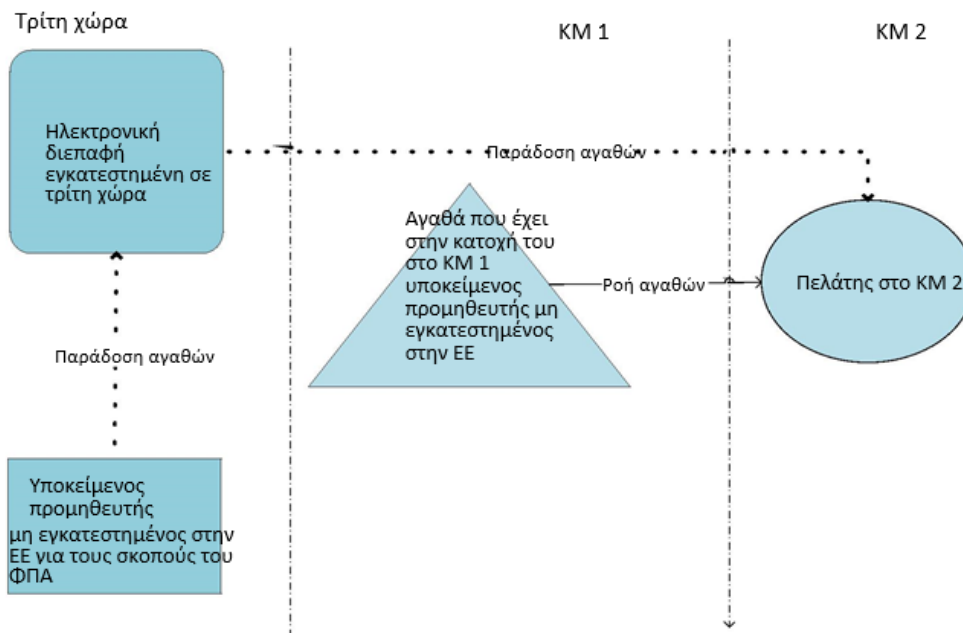 Τρίτη χώρα
ΚΜ 1
ΚΜ 2
Ηλεκτρονική
διεπαφή
εγκατεστημένη σε
τρίτη χώρα
Παράδοση αγαθών
Αγαθά που έχει
στην κατοχή του
στο ΚΜ 1
υποκείμενος
προμηθευτής μη
εγκατεστημένος
στην ΕΕ
Ροή αγαθών
Πελάτης στο ΚΜ 2
Παράδοση αγαθών
Υποκείμενος
προμηθευτής
μη εγκατεστημένος στην
ΕΕ για τους σκοπούς του
ΦΠΑ